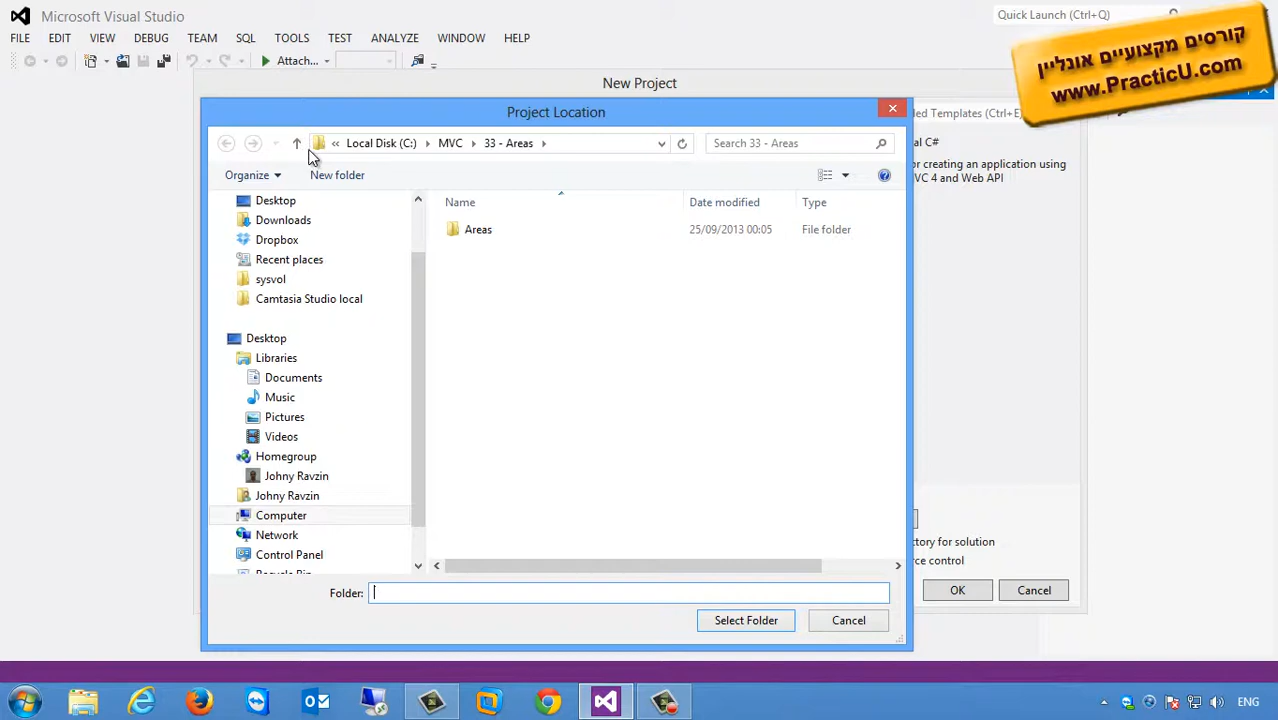 Microsoft Visual Studio
Quick Launch (Ctrl+Q)
FILE EDIT VIEW DEBUG TEAM SQL TOOLS TEST ANALYZE WINDOW HELP
קורסים מקצועיים אונליין
www.PracticU.com
Attach...
New Project
Project Location
led Templates (Ctrl+E)
Local Disk (C:) MVC 33 - Areas
Search 33 - Areas
al C#
or creating an application using
VC 4 and Web API
Organize New folder
Name Date modified Type
Areas 25/09/2013 00:05 File folder
Desktop
Downloads
Dropbox
Recent places
sysvol
Camtasia Studio local
Desktop
Libraries
Documents
Music
Pictures
Videos
Homegroup
Johny Ravzin
Johny Ravzin
Computer
Network
Control Panel
ctory for solution
rce control
Folder:
OK Cancel
Select Folder Cancel
ENG